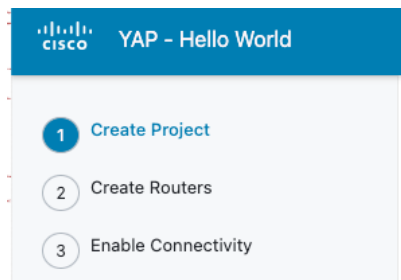 CISCO YAP - Hello World
1 Create Project
2 Create Routers
3 Enable Connectivity